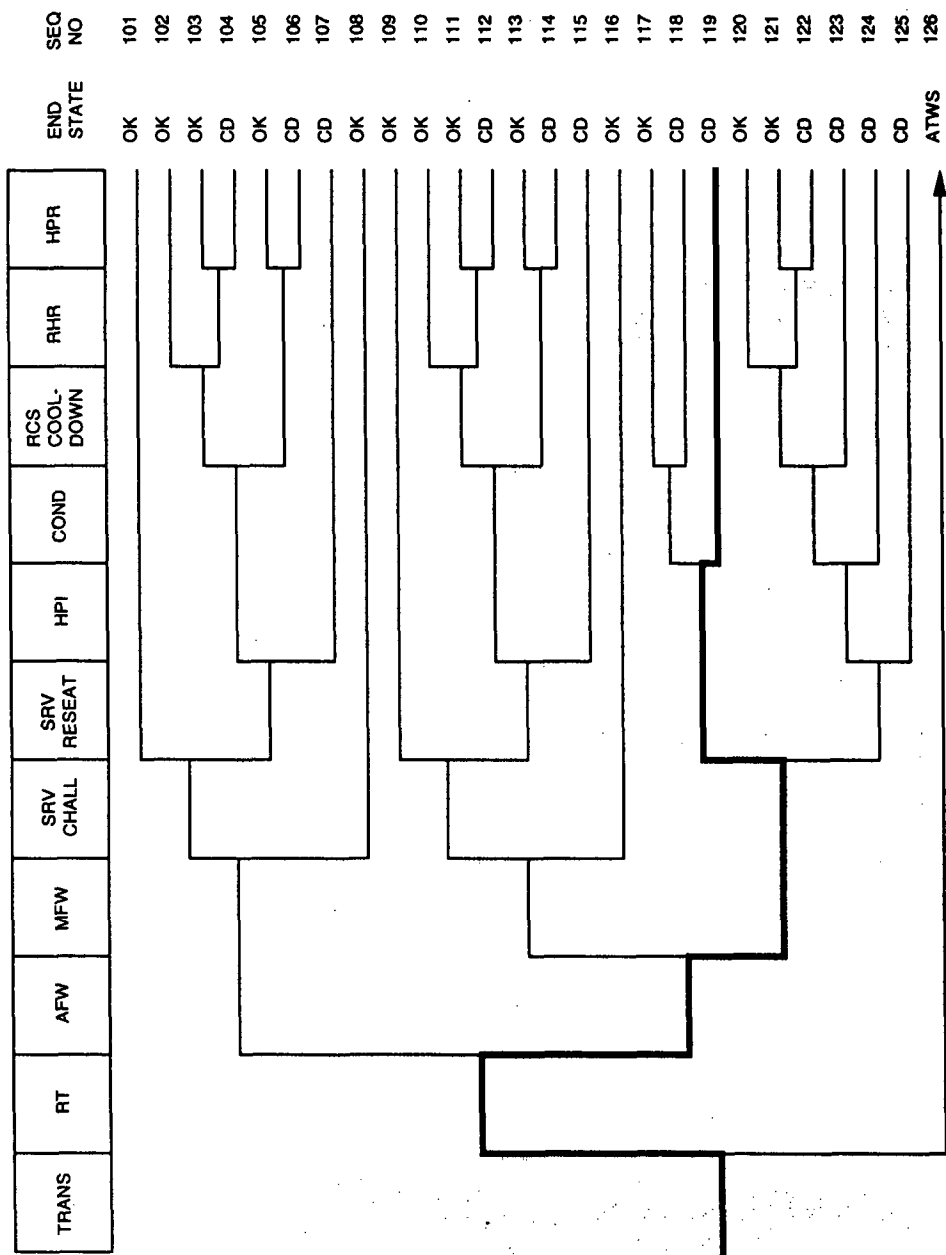 TRANS
RT
AFW
MFW
SRV
CHALL
SRV
RESEAT
HPI
COND
RCS
COOL-
DOWN
RHR
HPR
END
STATE
SEQ
NO
OK 101
OK 102
OK 103
CD 104
OK 105
CD 106
CD 107
OK 108
OK 109
OK 110
OK 111
CD 112
OK 113
CD 114
CD 115
OK 116
OK 117
CD 118
CD 119
OK 120
OK 121
CD 122
CD 123
CD 124
CD 125
ATWS 126